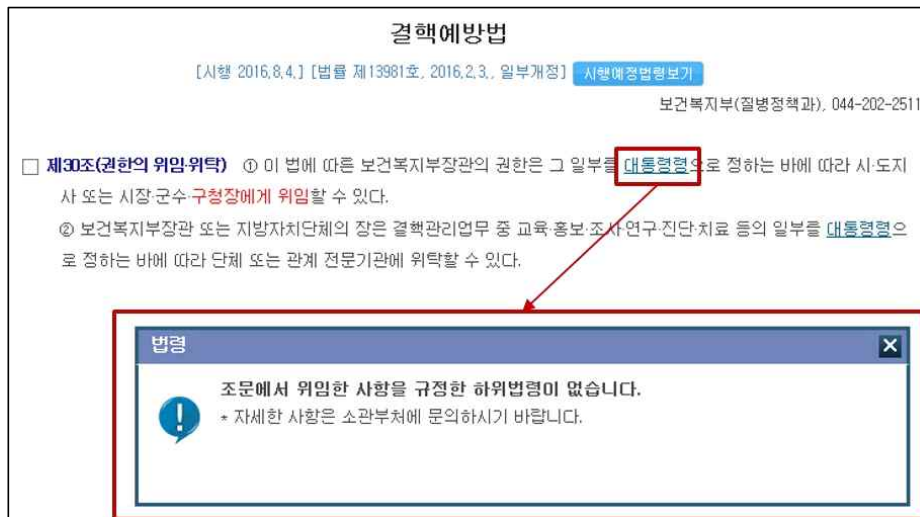 결핵예방법
[시행 2016.8.4.] [법률 제13981호, 2016.2.3., 일부개정] 시행예정법령보기
보건복지부(질병정책과), 044-202-2511
제30조(권한의 위임·위탁) ① 이 법에 따른 보건복지부장관의 권한은 그 일부를 대통령령으로 정하는 바에 따라 시·도지
사 또는 시장·군수·구청장에게 위임할 수 있다.
② 보건복지부장관 또는 지방자치단체의 장은 결핵관리업무 중 교육·홍보·조사·연구·진단·치료 등의 일부를 대통령령으
로 정하는 바에 따라 단체 또는 관계 전문기관에 위탁할 수 있다.
법령
조문에서 위임한 사항을 규정한 하위법령이 없습니다.
* 자세한 사항은 소관부처에 문의하시기 바랍니다.